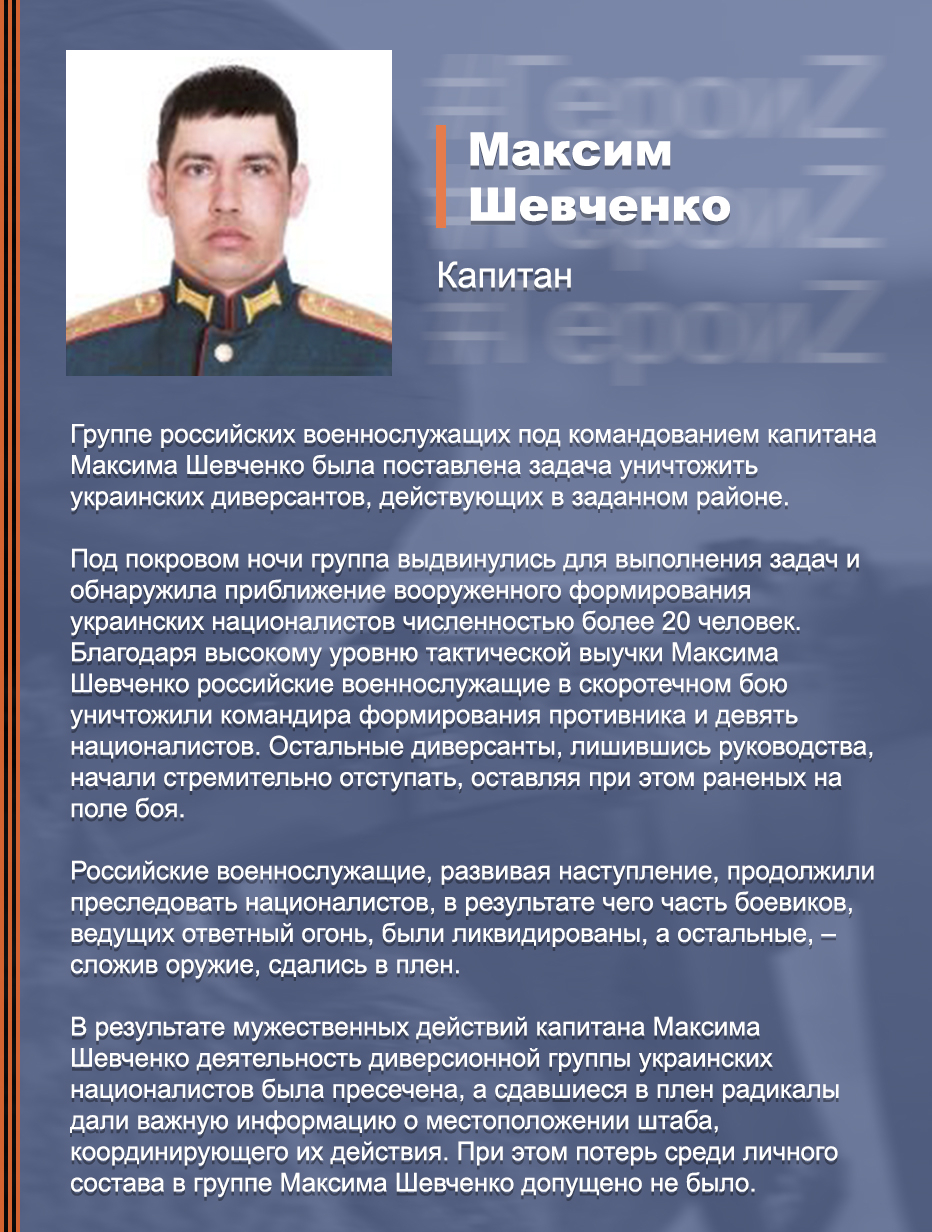 #ГероиZ
Максим
#ГероиZ
Шевченко
Капитан
#ГероиZ
Группе российских военнослужащих под командованием капитана
Максима Шевченко была поставлена задача уничтожить
украинских диверсантов, действующих в заданном районе.
Под покровом ночи группа выдвинулись для выполнения задач и
обнаружила приближение вооруженного формирования
украинских националистов численностью более 20 человек.
Благодаря высокому уровню тактической выучки Максима
Шевченко российские военнослужащие в скоротечном бою
уничтожили командира формирования противника и девять
националистов. Остальные диверсанты, лишившись руководства,
начали стремительно отступать, оставляя при этом раненых на
поле боя.
Российские военнослужащие, развивая наступление, продолжили
преследовать националистов, в результате чего часть боевиков,
ведущих ответный огонь, были ликвидированы, а остальные, –
сложив оружие, сдались в плен.
В результате мужественных действий капитана Максима
Шевченко деятельность диверсионной группы украинских
националистов была пресечена, а сдавшиеся в плен радикалы
дали важную информацию о местоположении штаба,
координирующего их действия. При этом потерь среди личного
состава в группе Максима Шевченко допущено не было.